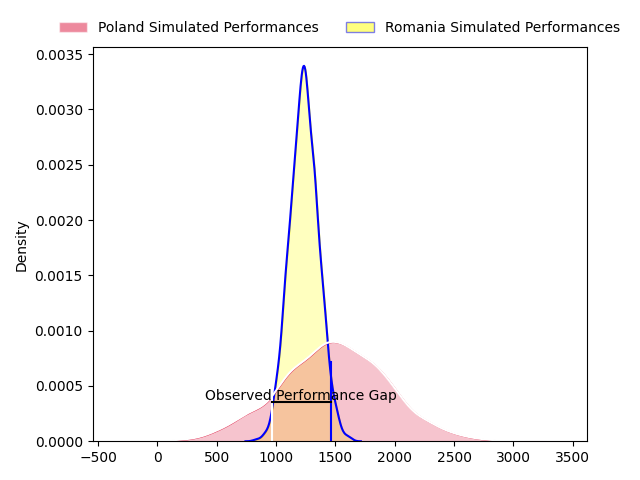 Poland Simulated Performances
Romania Simulated Performances
0.0035
0.0030
0.0025
0.0020
0.0015
0.0010
0.0005
0.0000
Density
Observed Performance Gap
−500 0 500 1000 1500 2000 2500 3000 3500